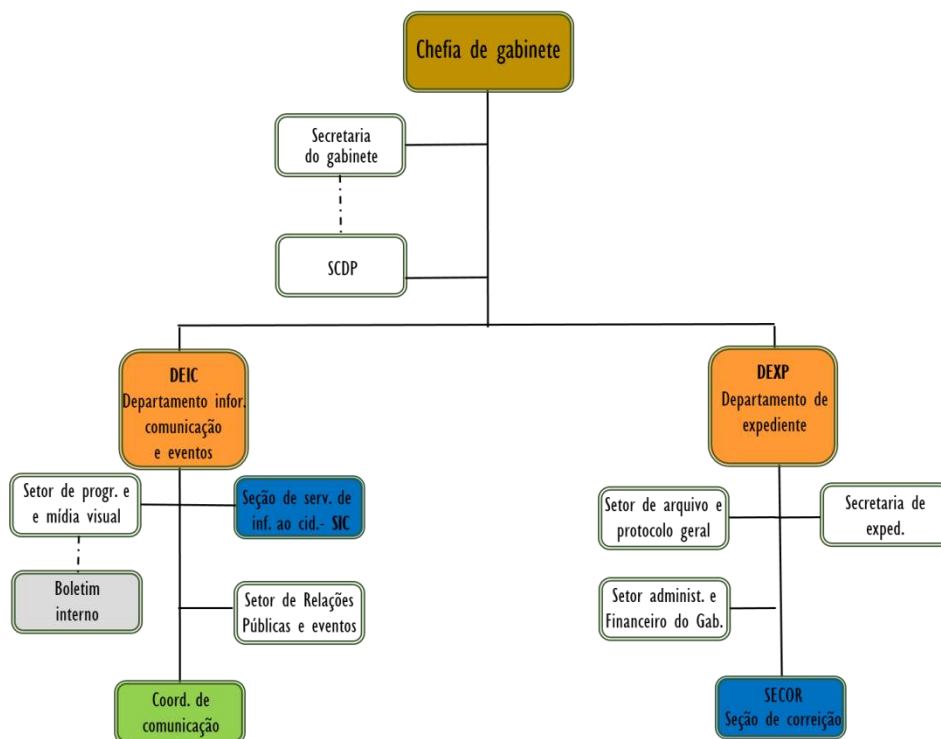 Chefia de gabinete
Secretaria
do gabinete
SCDP
DEIC
Departamento infor.
comunicação
e eventos
DEXP
Departamento de
expediente
Setor de progr. e
e mídia visual
Seção de serv. de
inf. ao cid.- SIC
Boletim
interno
Setor de Relações
Públicas e eventos
Coord. de
comunicação
Setor de arquivo e
protocolo geral
Secretaria de
exped.
Setor administ. e
Financeiro do Gab.
SECOR
Seção de correição